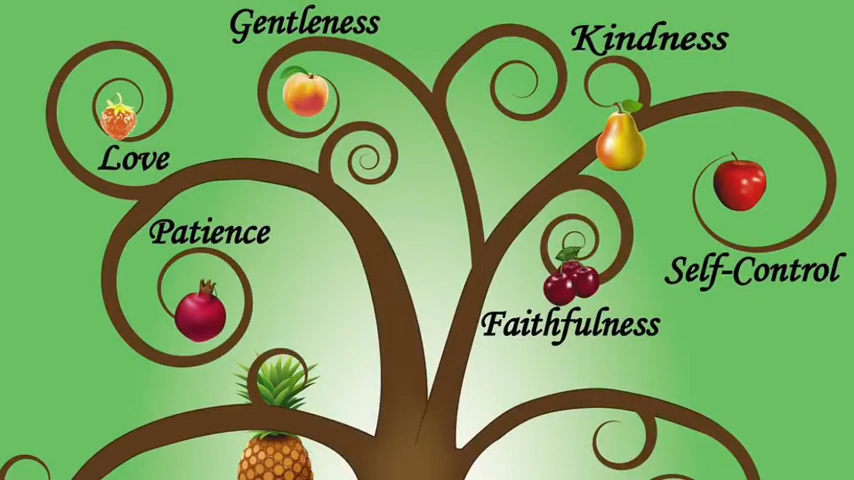 Gentleness
Kindness
Love
Patience
Self-Control
Faithfulness